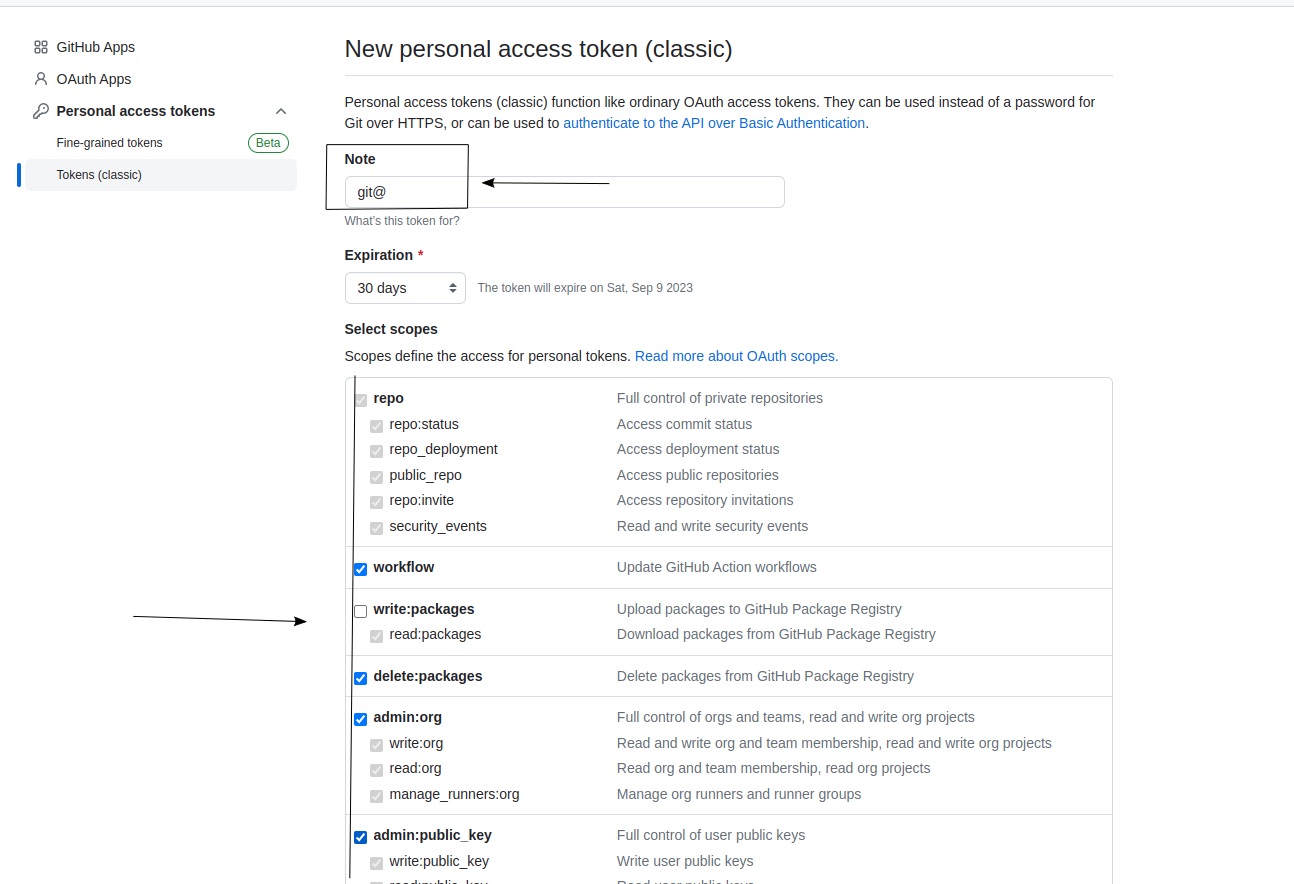 GitHub Apps
OAuth Apps
Personal access tokens
Fine-grained tokens Beta
Tokens (classic)
New personal access token (classic)
Personal access tokens (classic) function like ordinary OAuth access tokens. They can be used instead of a password for
Git over HTTPS, or can be used to authenticate to the API over Basic Authentication.
Note
git@
What's this token for?
Expiration *
30 days The token will expire on Sat, Sep 9 2023
Select scopes
Scopes define the access for personal tokens. Read more about OAuth scopes.
repo Full control of private repositories
repo:status Access commit status
repo_deployment Access deployment status
public_repo Access public repositories
repo:invite Access repository invitations
security_events Read and write security events
workflow Update GitHub Action workflows
write:packages Upload packages to GitHub Package Registry
read:packages Download packages from GitHub Package Registry
delete:packages Delete packages from GitHub Package Registry
admin:org Full control of orgs and teams, read and write org projects
write:org Read and write org and team membership, read and write org projects
read:org Read org and team membership, read org projects
manage_runners:org Manage org runners and runner groups
admin:public_key Full control of user public keys
write:public_key Write user public keys
read:public_key Read user public keys